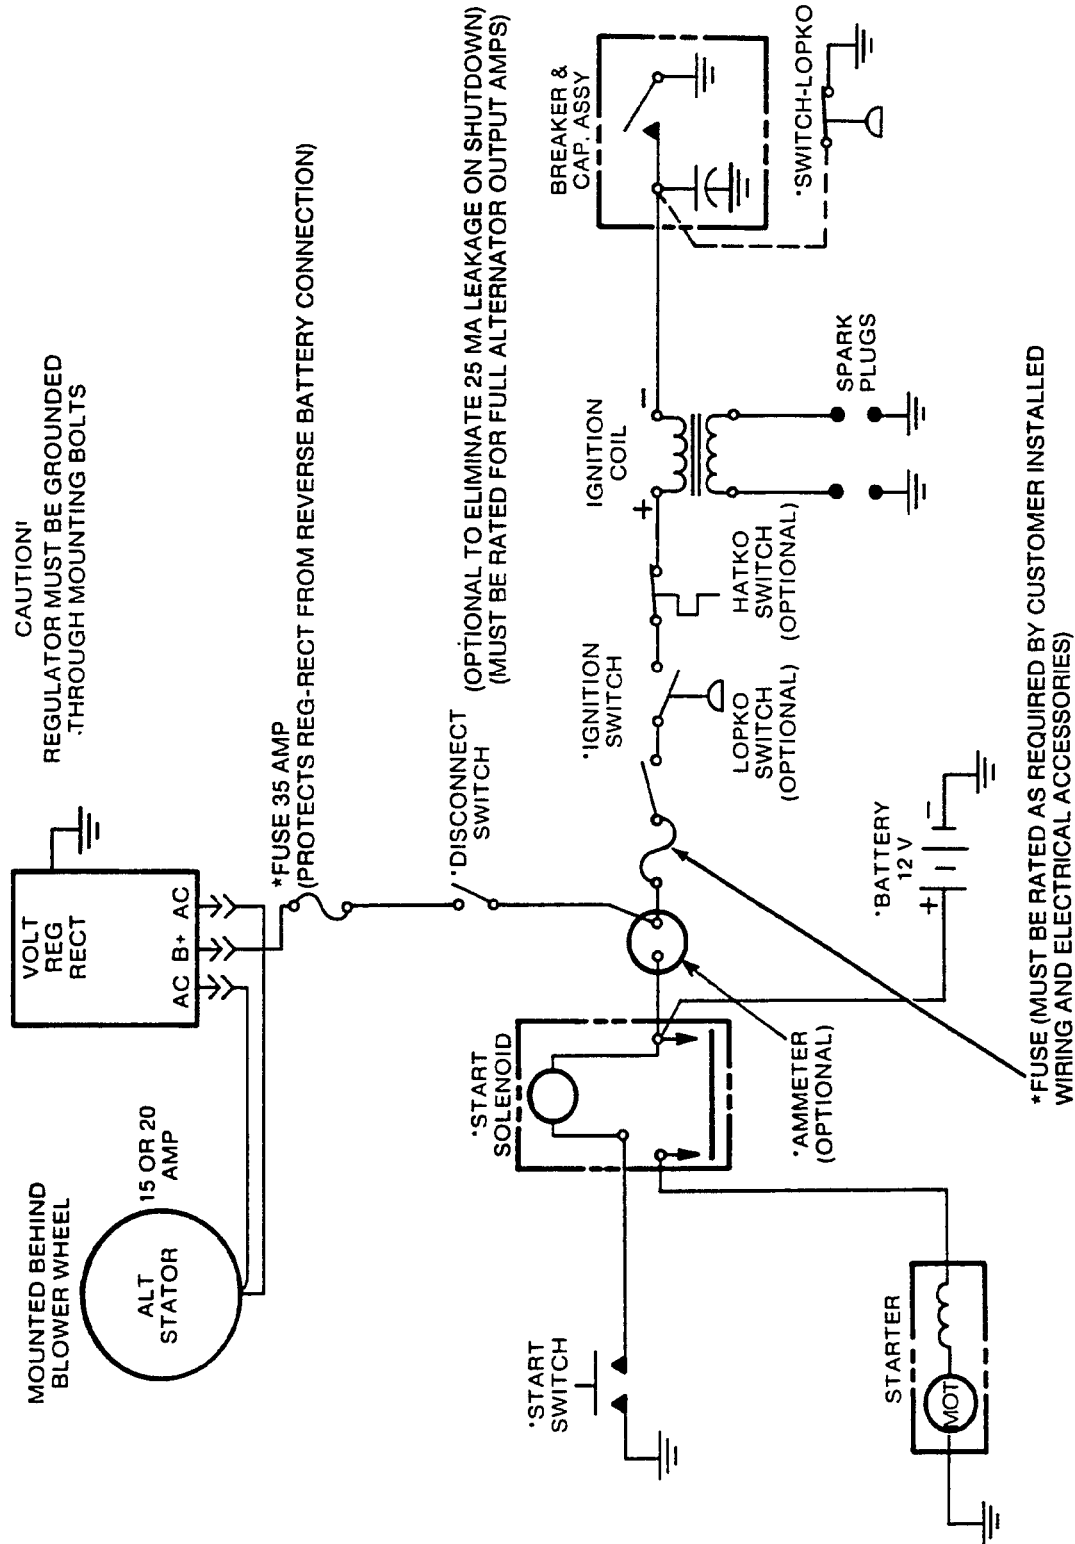 MOUNTED BEHIND
BLOWER WHEEL
15 OR 20
AMP
ALT
STATOR
CAUTION!
REGULATOR MUST BE GROUNDED
THROUGH MOUNTING BOLTS
VOLT
REG
RECT
AC B+ AC
*FUSE 35 AMP
(PROTECTS REG-RECT FROM REVERSE BATTERY CONNECTION)
*DISCONNECT
SWITCH
(OPTIONAL TO ELIMINATE 25 MA LEAKAGE ON SHUTDOWN)
(MUST BE RATED FOR FULL ALTERNATOR OUTPUT AMPS)
*START
SWITCH
*START
SOLENOID
*IGNITION
SWITCH
IGNITION
COIL
+
−
BREAKER &
CAP. ASSY
LOPKO
SWITCH
(OPTIONAL)
HATKO
SWITCH
(OPTIONAL)
SPARK
PLUGS
*SWITCH-LOPKO
*AMMETER
(OPTIONAL)
*BATTERY
12 V
+
−
STARTER
MOT
*FUSE (MUST BE RATED AS REQUIRED BY CUSTOMER INSTALLED
WIRING AND ELECTRICAL ACCESSORIES)